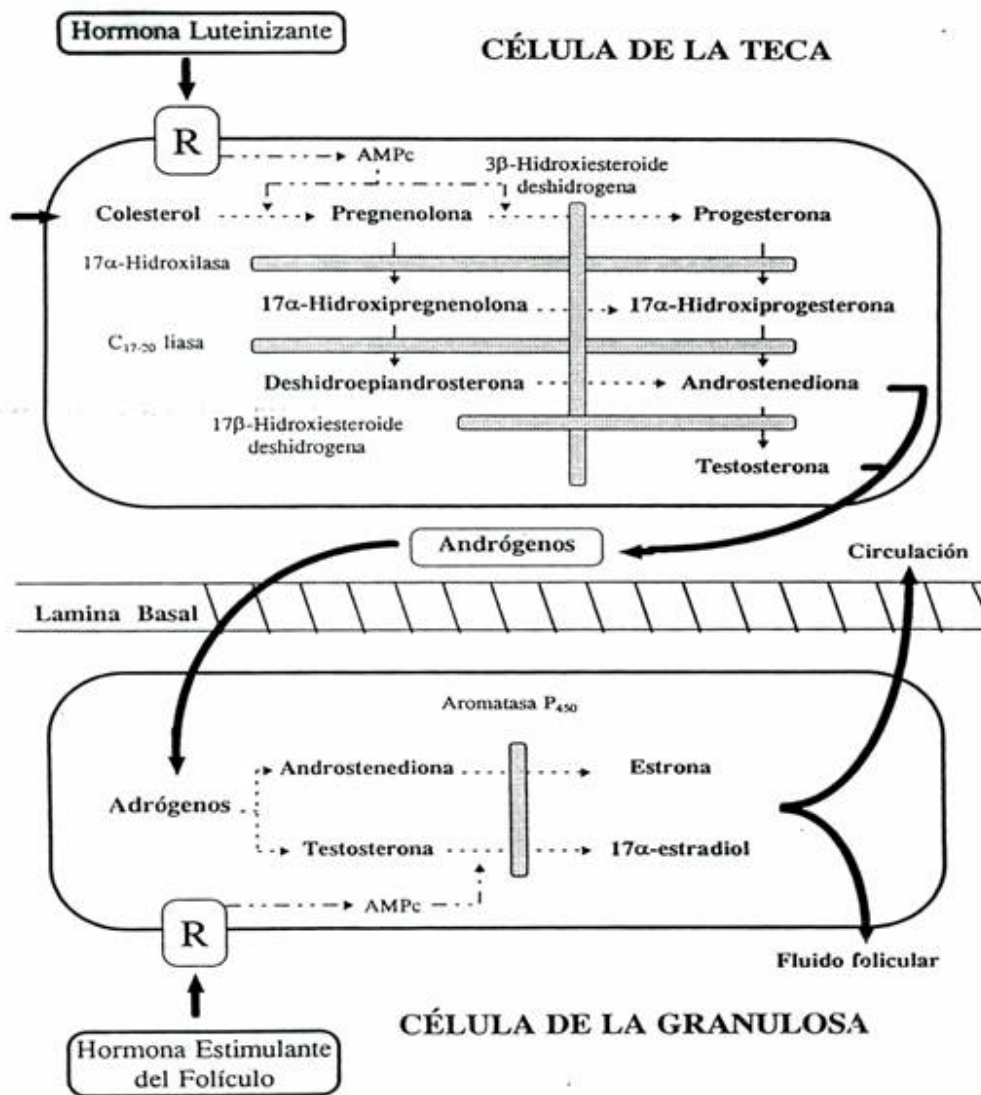 Hormona Luteinizante
CÉLULA DE LA TECA
R
AMPc
3β-Hidroxiesteroide
deshidrogena
Colesterol
Pregnenolona
Progesterona
17α-Hidroxilasa
17α-Hidroxipregnenolona
17α-Hidroxiprogesterona
C17-20 liasa
Deshidroepiandrosterona
Androstenediona
17β-Hidroxiesteroide
deshidrogena
Testosterona
Andrógenos
Circulación
Lamina Basal
Aromatasa P450
Androstenediona
Estrona
Adrógenos
Testosterona
17α-estradiol
AMPc
R
Fluido folicular
CÉLULA DE LA GRANULOSA
Hormona Estimulante
del Folículo